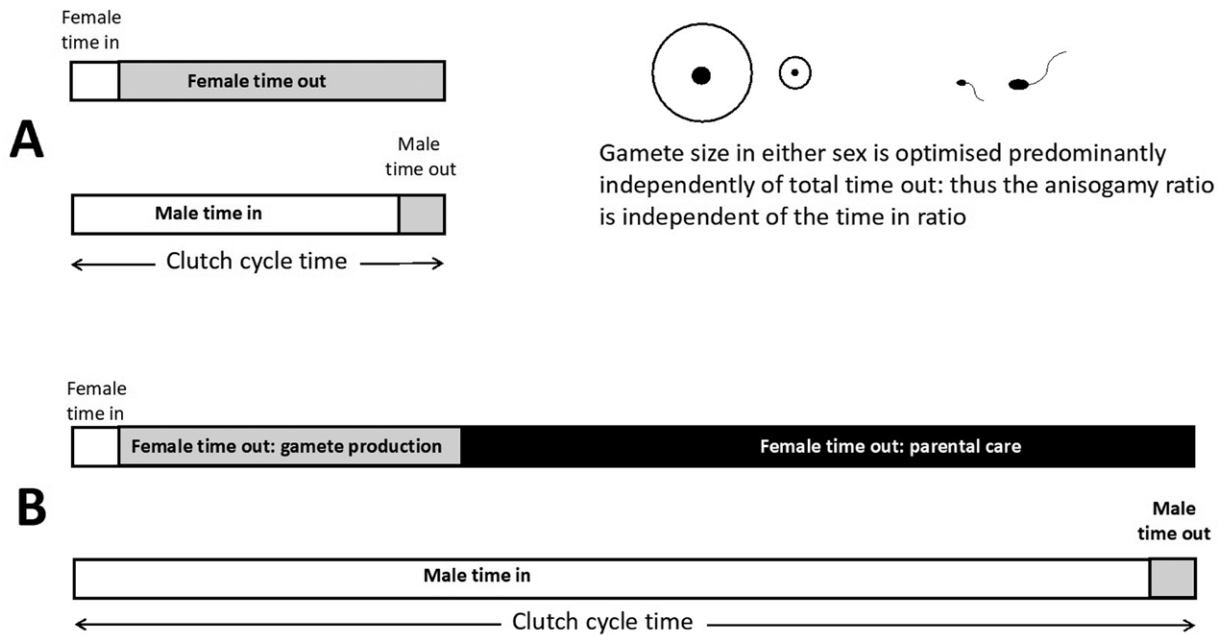 Female
time in
Female time out
A
Male
time out
Male time in
Clutch cycle time
Gamete size in either sex is optimised predominantly
independently of total time out: thus the anisogamy ratio
is independent of the time in ratio
Female
time in
Female time out: gamete production
Female time out: parental care
B
Male
time out
Male time in
Clutch cycle time